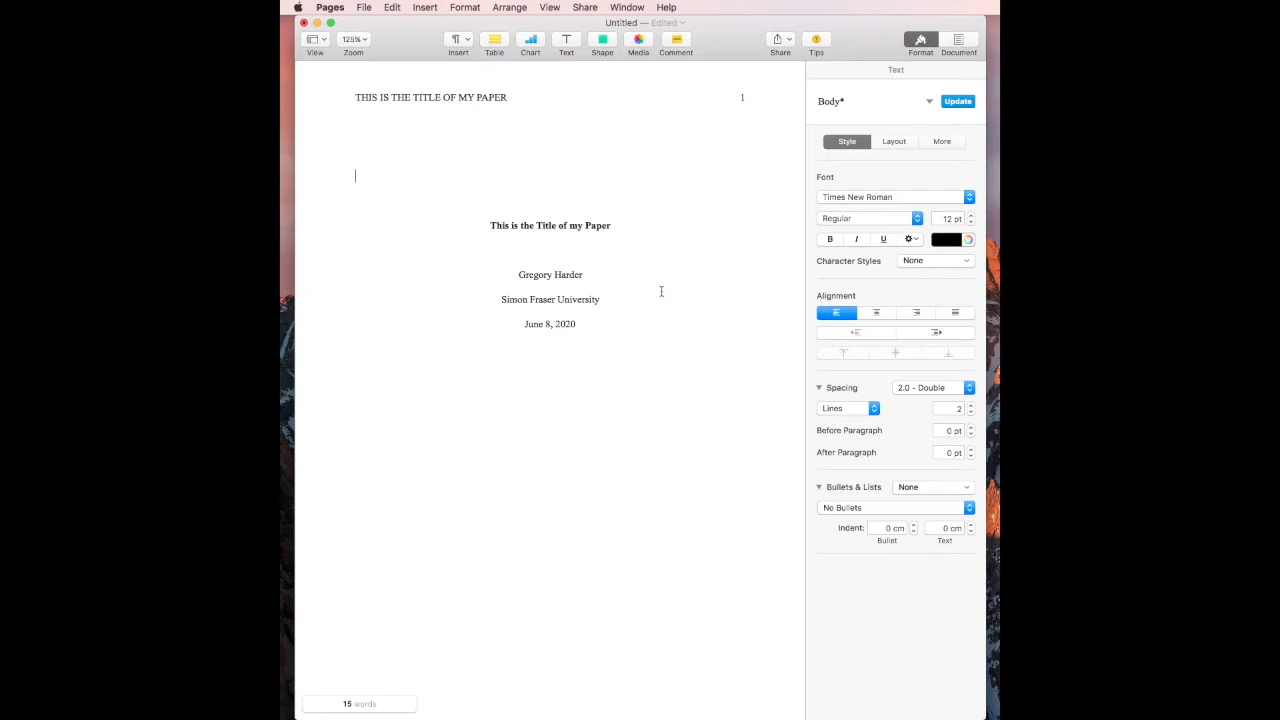 Pages File Edit Insert Format Arrange View Share Window Help
Untitled — Edited
125%
View Zoom Insert Table Chart Text Shape Media Comment Share Tips Format Document
Text
THIS IS THE TITLE OF MY PAPER 1
Body* Update
Style Layout More
Font
Times New Roman
Regular 12 pt
B I U
Character Styles None
Alignment
Spacing 2.0 - Double
Lines 2
Before Paragraph 0 pt
After Paragraph 0 pt
Bullets & Lists None
No Bullets
Indent: 0 cm 0 cm
Bullet Text
This is the Title of my Paper
Gregory Harder
Simon Fraser University
June 8, 2020
15 words